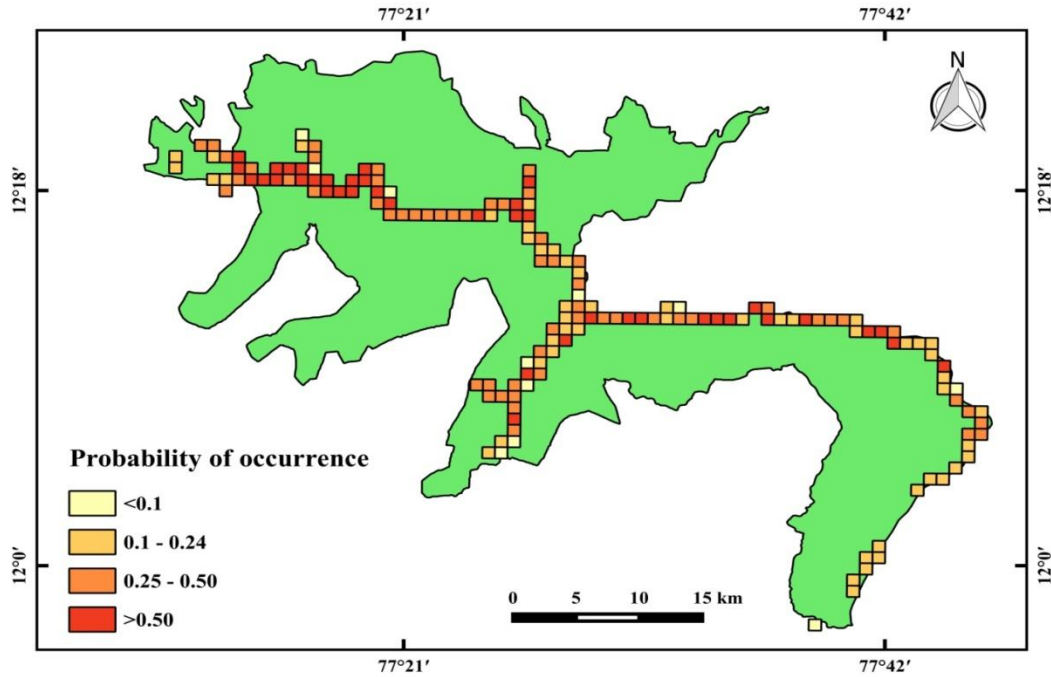 77°21′ 77°42′
N
12°18′ 12°18′
Probability of occurrence
<0.1
0.1 - 0.24
0.25 - 0.50
>0.50
12°0′ 12°0′
0 5 10 15 km
77°21′ 77°42′